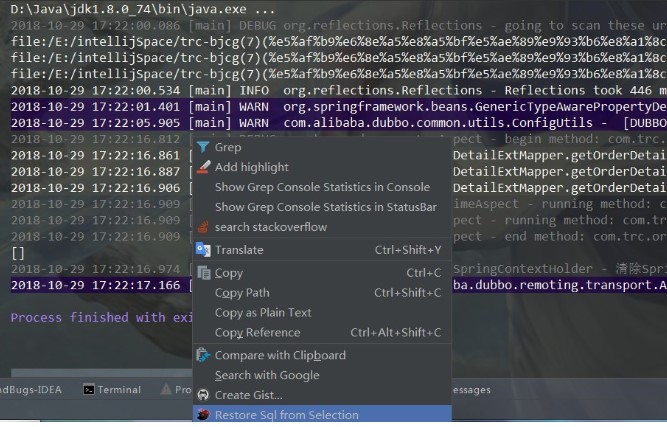 D:\Java\jdk1.8.0_74\bin\java.exe ...
2018-10-29 17:22:00.086 [main] DEBUG org.reflections.Reflections - going to scan these ur
file:/E:/intellijSpace/trc-bjcg(7)(%e5%af%b9%e6%8e%a5%e8%a5%bf%e5%ae%89%e9%93%b6%e8%a1%8c
file:/E:/intellijSpace/trc-bjcg(7)(%e5%af%b9%e6%8e%a5%e8%a5%bf%e5%ae%89%e9%93%b6%e8%a1%8c
file:/E:/intellijSpace/trc-bjcg(7)(%e5%af%b9%e6%8e%a5%e8%a5%bf%e5%ae%89%e9%93%b6%e8%a1%8c
2018-10-29 17:22:00.534 [main] INFO org.reflections.Reflections - Reflections took 446 m
2018-10-29 17:22:01.401 [main] WARN org.springframework.beans.GenericTypeAwarePropertyDe
2018-10-29 17:22:05.905 [main] WARN com.alibaba.dubbo.common.utils.ConfigUtils - [DUBBO
2018-10-29 17:22:16.812 pect - begin method: com.trc.
2018-10-29 17:22:16.861 [ DetailExtMapper.getOrderDetai
2018-10-29 17:22:16.887 [ DetailExtMapper.getOrderDetai
2018-10-29 17:22:16.906 [ DetailExtMapper.getOrderDetai
2018-10-29 17:22:16.909 imeAspect - running method: c
2018-10-29 17:22:16.909 pect - running method: com.tr
2018-10-29 17:22:16.909 pect - end method: com.trc.or
[]
2018-10-29 17:22:16.974 [ SpringContextHolder - 清除Spri
2018-10-29 17:22:17.166 [ ba.dubbo.remoting.transport.A
Process finished with exi
Grep
Add highlight
Show Grep Console Statistics in Console
Show Grep Console Statistics in StatusBar
search stackoverflow
Translate Ctrl+Shift+Y
Copy Ctrl+C
Copy Path Ctrl+Shift+C
Copy as Plain Text
Copy Reference Ctrl+Alt+Shift+C
Compare with Clipboard
Search with Google
Create Gist...
Restore Sql from Selection
ndBugs-IDEA Terminal Pro essages